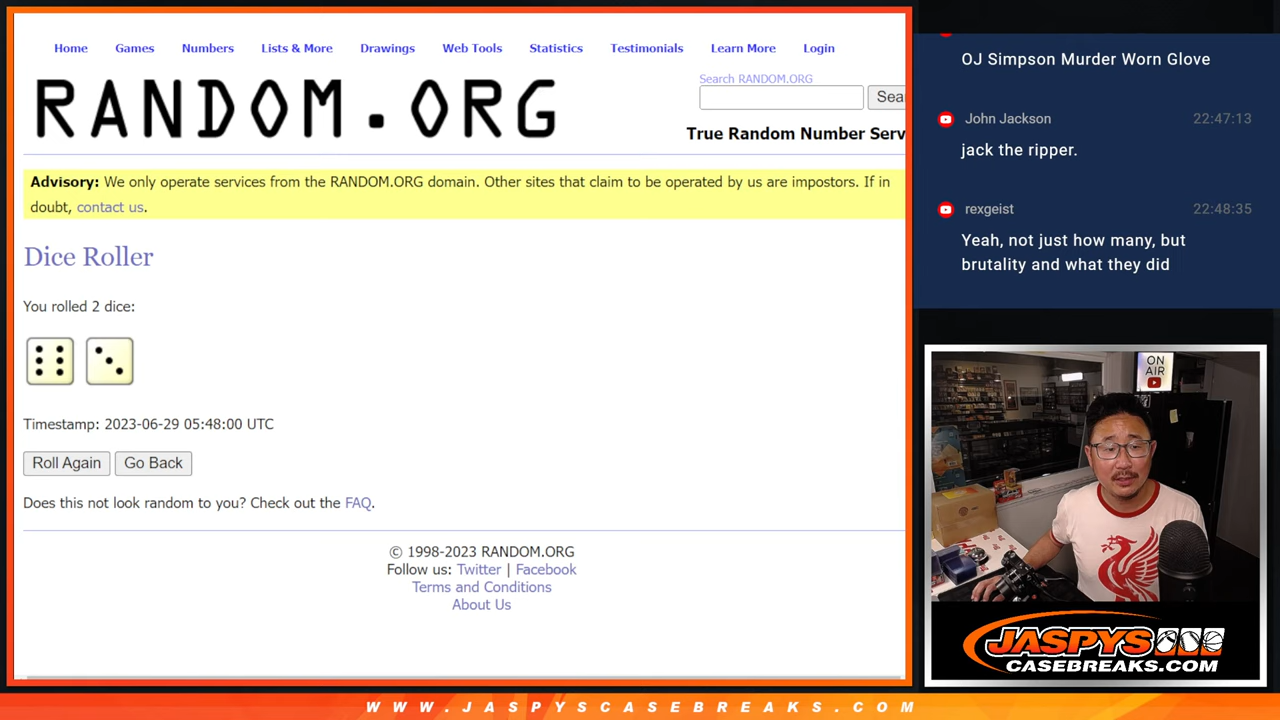 Home Games Numbers Lists & More Drawings Web Tools Statistics Testimonials Learn More Login
RANDOM.ORG
Search RANDOM.ORG
Sear
True Random Number Serv
Advisory: We only operate services from the RANDOM.ORG domain. Other sites that claim to be operated by us are impostors. If in
doubt, contact us.
Dice Roller
You rolled 2 dice:
Timestamp: 2023-06-29 05:48:00 UTC
Roll Again Go Back
Does this not look random to you? Check out the FAQ.
© 1998-2023 RANDOM.ORG
Follow us: Twitter | Facebook
Terms and Conditions
About Us
OJ Simpson Murder Worn Glove
John Jackson 22:47:13
jack the ripper.
rexgeist 22:48:35
Yeah, not just how many, but
brutality and what they did
ON
AIR
JASPYS
CASEBREAKS.COM
WWW.JASPYSCASEBREAKS.COM